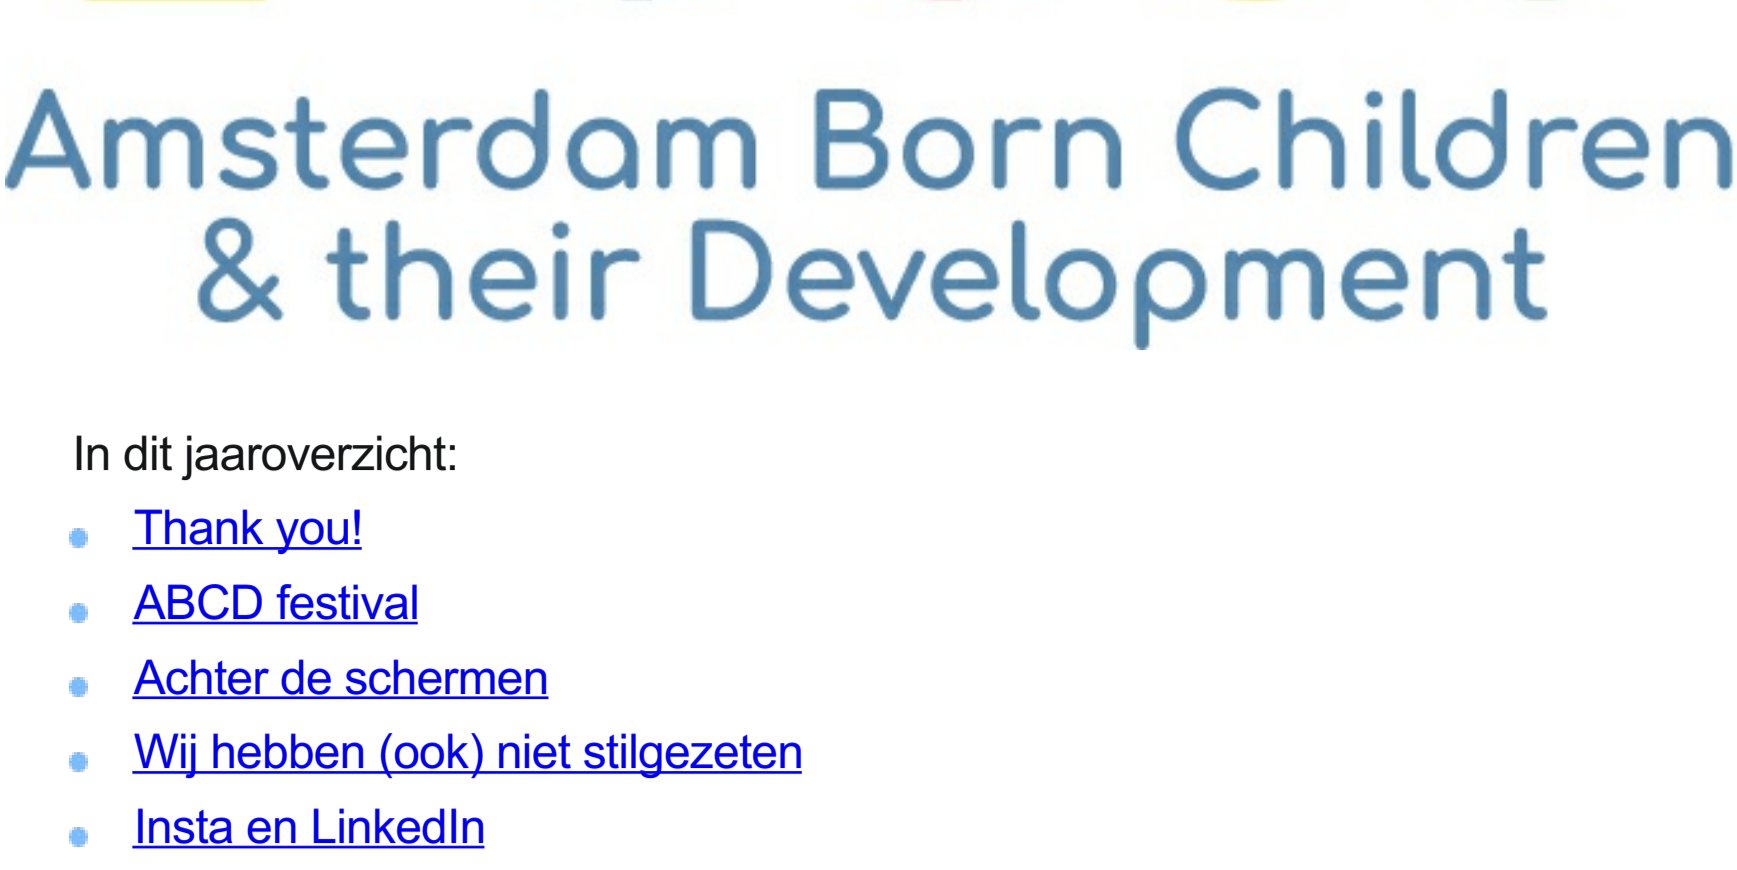 Amsterdam Born Children
& their Development
In dit jaaroverzicht:
Thank you!
ABCD festival
Achter de schermen
Wij hebben (ook) niet stilgezeten
Insta en LinkedIn